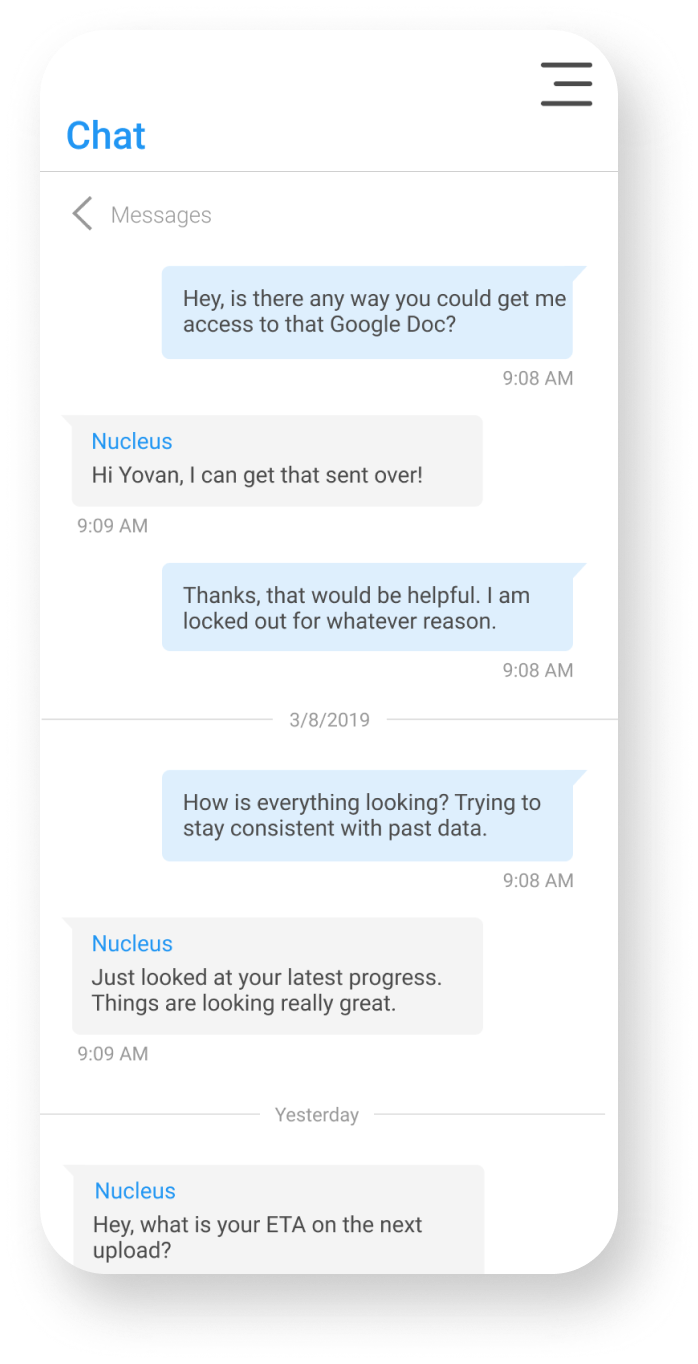 Chat
Messages
Hey, is there any way you could get me
access to that Google Doc?
9:08 AM
Nucleus
Hi Yovan, I can get that sent over!
9:09 AM
Thanks, that would be helpful. I am
locked out for whatever reason.
9:08 AM
3/8/2019
How is everything looking? Trying to
stay consistent with past data.
9:08 AM
Nucleus
Just looked at your latest progress.
Things are looking really great.
9:09 AM
Yesterday
Nucleus
Hey, what is your ETA on the next
upload?